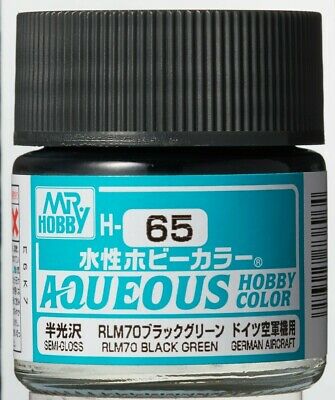 MR.
HOBBY
H-65
水性ホビーカラー®
AQUEOUS HOBBY COLOR
半光沢 RLM70ブラックグリーン ドイツ空軍機用
SEMI-GLOSS RLM70 BLACK GREEN GERMAN AIRCRAFT